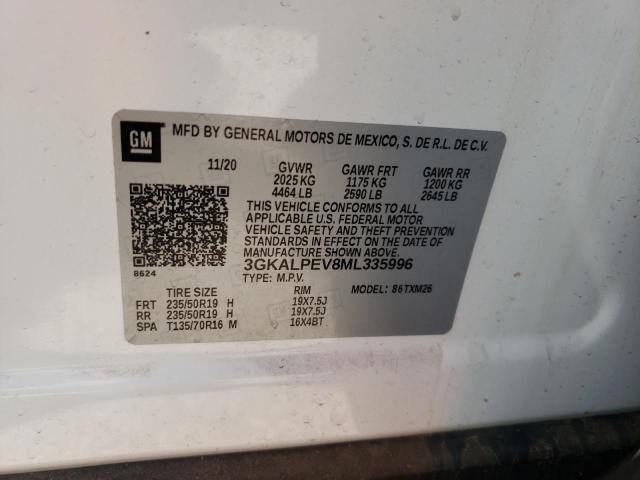 GM MFD BY GENERAL MOTORS DE MEXICO, S. DE R.L. DE C.V.
11/20 GVWR GAWR FRT GAWR RR
2025 KG 1175 KG 1200 KG
4464 LB 2590 LB 2645 LB
THIS VEHICLE CONFORMS TO ALL
APPLICABLE U.S. FEDERAL MOTOR
VEHICLE SAFETY, BUMPER, AND THEFT
PREVENTION STANDARDS IN
EFFECT ON THE DATE OF
MANUFACTURE SHOWN ABOVE.
8624
3GKALPEV8ML335996
TYPE: M.P.V. MODEL: 86TXM26
TIRE SIZE RIM
FRT 235/50R19 H 19X7.5J
RR 235/50R19 H 19X7.5J
SPA T135/70R16 M 16X4BT